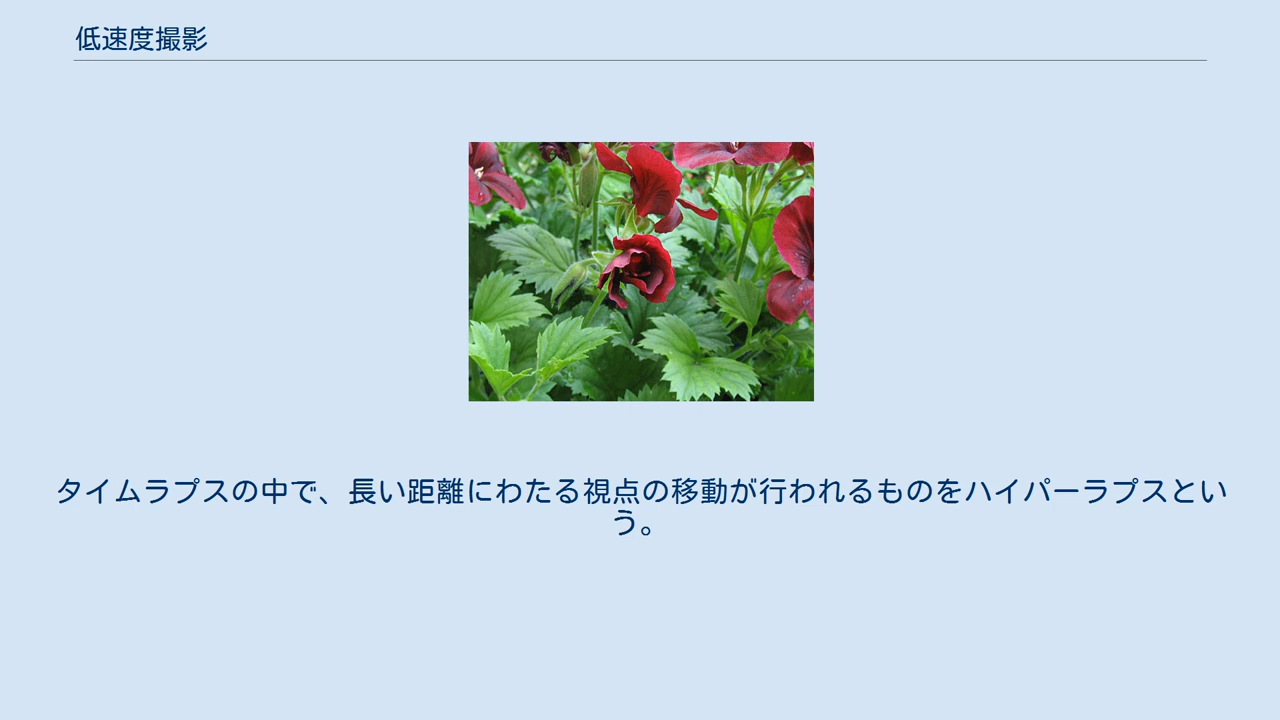 低速度撮影
タイムラプスの中で、長い距離にわたる視点の移動が行われるものをハイパーラプスとい
う。